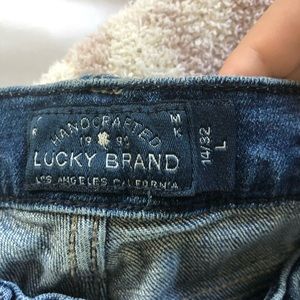 HANDCRAFTED
R M
19 90 K
LUCKY BRAND
LOS ANGELES CALIFORNIA
14/32
L